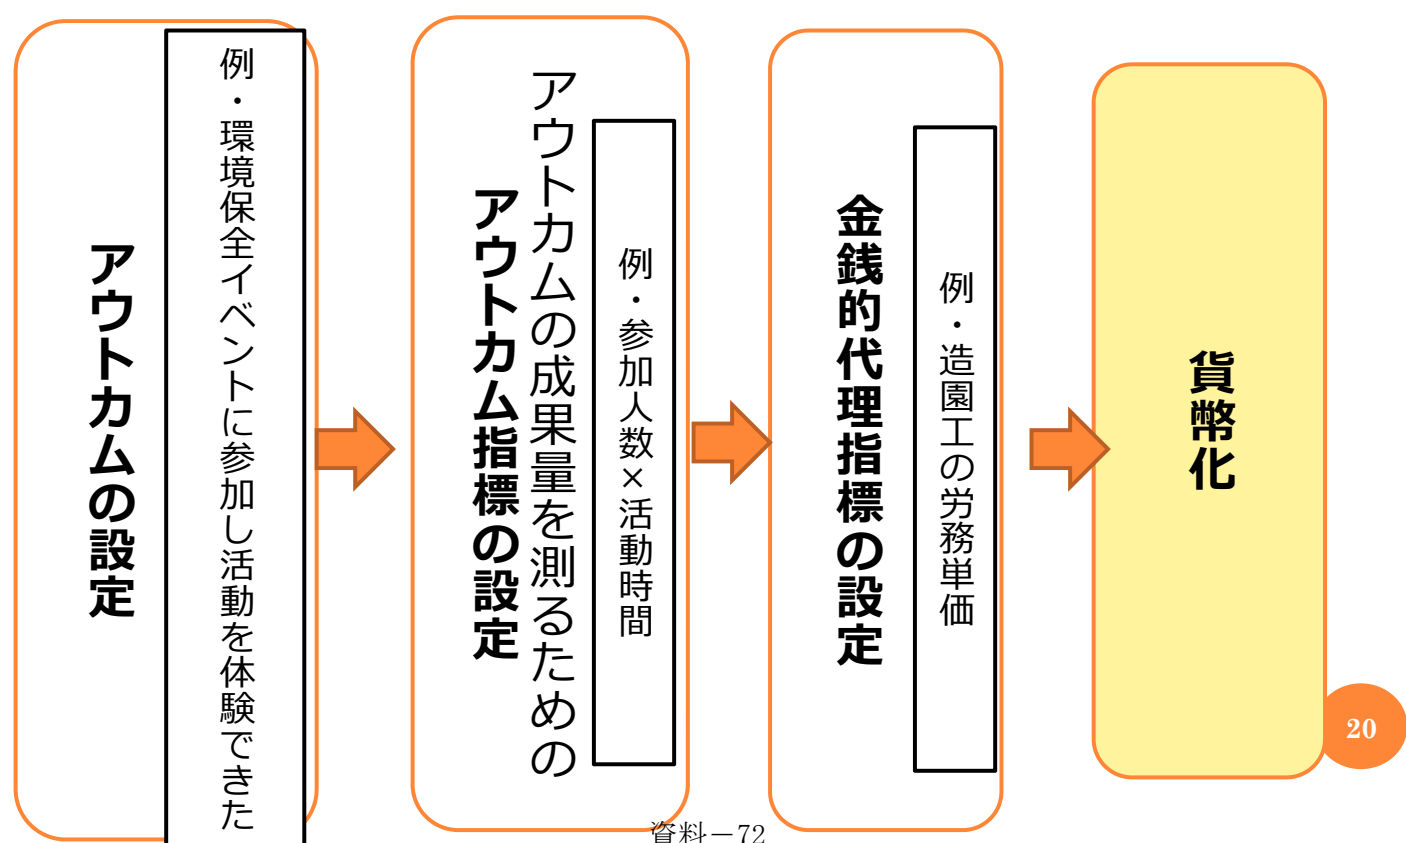 アウトカムの設定
例・環境保全イベントに参加し活動を体験できた
アウトカムの成果量を測るための
アウトカム指標の設定
例・参加人数×活動時間
金銭的代理指標の設定
例・造園工の労務単価
貨幣化
20
資料－72